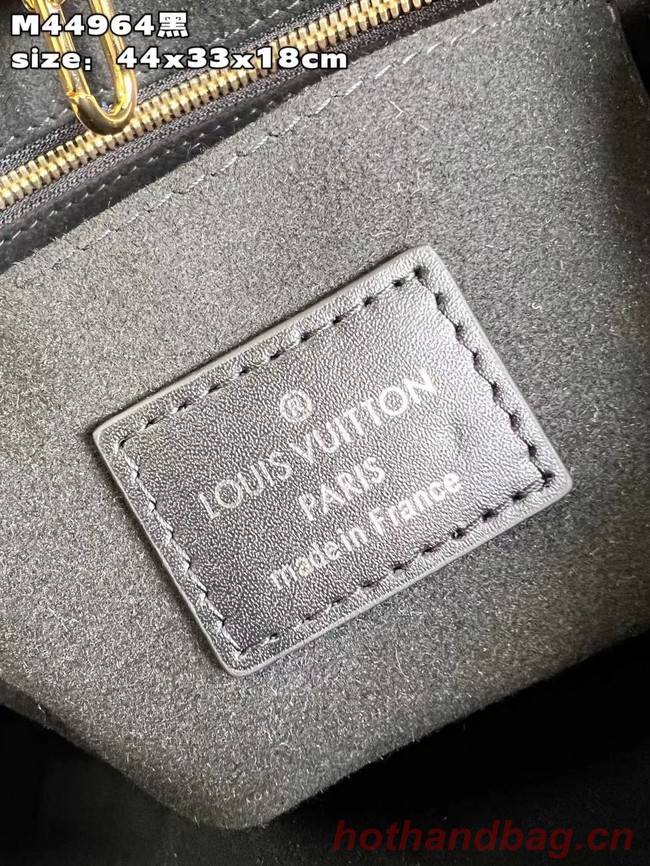 M44964黑
size：44x33x18cm
®
LOUIS VUITTON
PARIS
made in France
hothandbag.cn